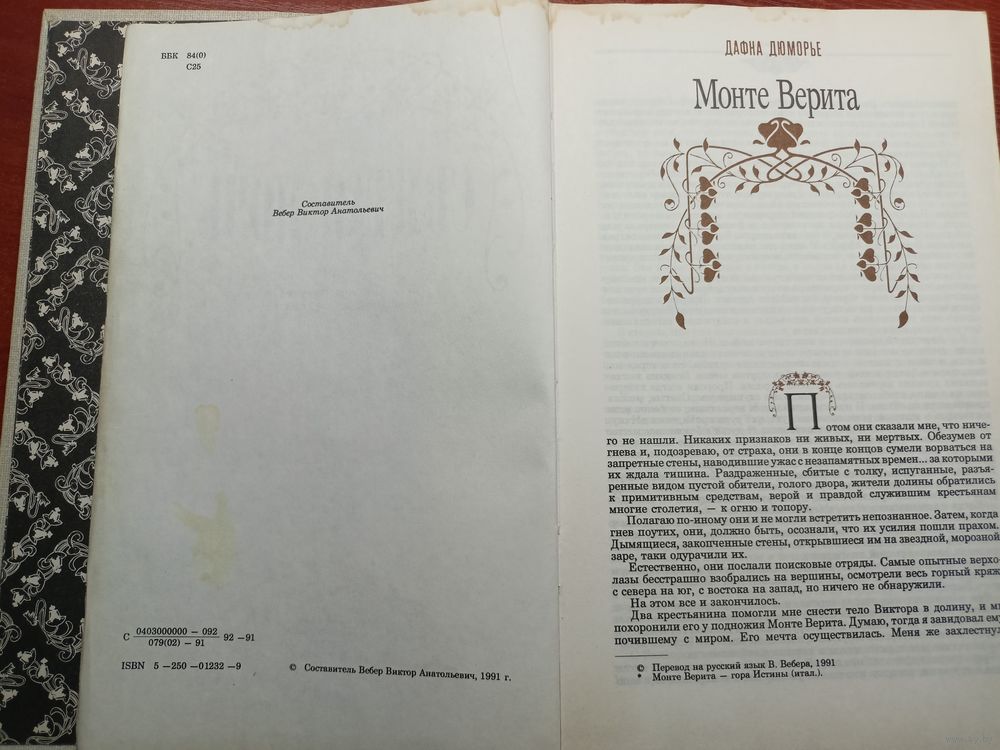 ББК 84(0)
С25
Составитель
Вебер Виктор Анатольевич
С 0403000000 — 092
079(02) — 91
92 —91
ISBN 5 —250 —01232 —9
© Составитель Вебер Виктор Анатольевич, 1991 г.
ДАФНА ДЮМОРЬЕ
Монте Верита
Потом они сказали мне, что ниче-
го не нашли. Никаких признаков ни живых, ни мертвых. Обезумев от
гнева и, подозреваю, от страха, они в конце концов сумели ворваться на
запретные стены, наводившие ужас с незапамятных времен... за которыми
их ждала тишина. Раздраженные, сбитые с толку, испуганные, разъя-
ренные видом пустой обители, голого двора, жители долины обратились
к примитивным средствам, верой и правдой служившим крестьянам
многие столетия, — к огню и топору.
Полагаю по-иному они и не могли встретить непознанное. Затем, когда
гнев поутих, они, должно быть, осознали, что их усилия пошли прахом.
Дымящиеся, закопченные стены, открывшиеся им на звездной, морозной
заре, таки одурачили их.
Естественно, они послали поисковые отряды. Самые опытные верхо-
лазы бесстрашно взобрались на вершины, осмотрели весь горный кряж
с севера на юг, с востока на запад, но ничего не обнаружили.
На этом все и закончилось.
Два крестьянина помогли мне снести тело Виктора в долину, и мы
похоронили его у подножия Монте Верита. Думаю, тогда я завидовал ему,
почившему с миром. Его мечта осуществилась. Меня же захлестнул
© Перевод на русский язык В. Вебера, 1991
* Монте Верита — гора Истины (итал.).